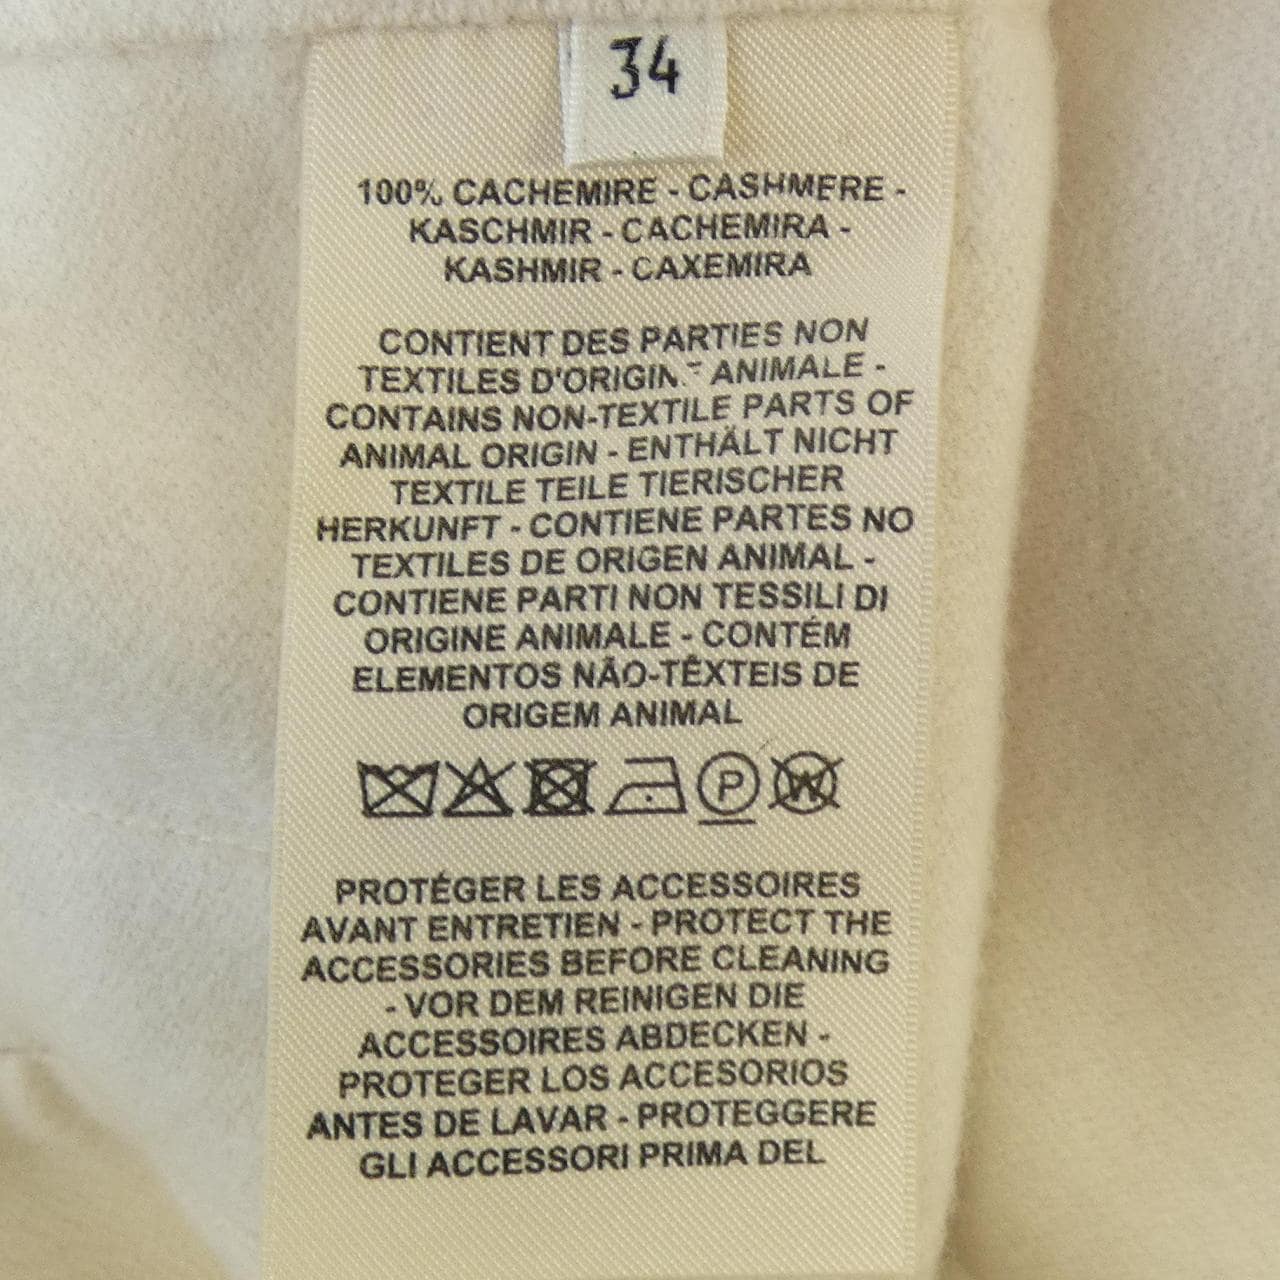 34
100% CACHEMIRE - CASHMERE -
KASCHMIR - CACHEMIRA -
KASHMIR - CAXEMIRA
CONTIENT DES PARTIES NON
TEXTILES D'ORIGINE ANIMALE -
CONTAINS NON-TEXTILE PARTS OF
ANIMAL ORIGIN - ENTHÄLT NICHT
TEXTILE TEILE TIERISCHER
HERKUNFT - CONTIENE PARTES NO
TEXTILES DE ORIGEN ANIMAL -
CONTIENE PARTI NON TESSILI DI
ORIGINE ANIMALE - CONTÉM
ELEMENTOS NÃO-TÊXTEIS DE
ORIGEM ANIMAL
P W
PROTÉGER LES ACCESSOIRES
AVANT ENTRETIEN - PROTECT THE
ACCESSORIES BEFORE CLEANING
- VOR DEM REINIGEN DIE
ACCESSOIRES ABDECKEN -
PROTEGER LOS ACCESORIOS
ANTES DE LAVAR - PROTEGGERE
GLI ACCESSORI PRIMA DEL